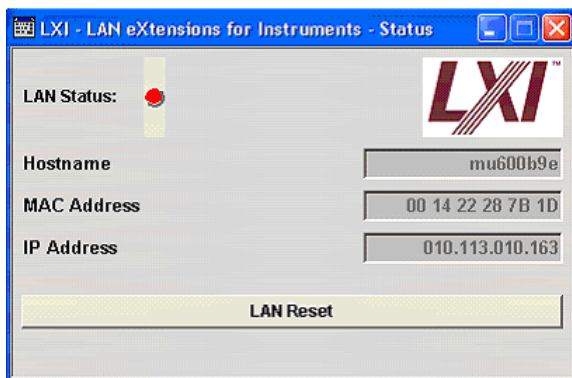 LXI - LAN eXtensions for Instruments - Status
LAN Status:
LXI™
Hostname mu600b9e
MAC Address 00 14 22 28 7B 1D
IP Address 010.113.010.163
LAN Reset